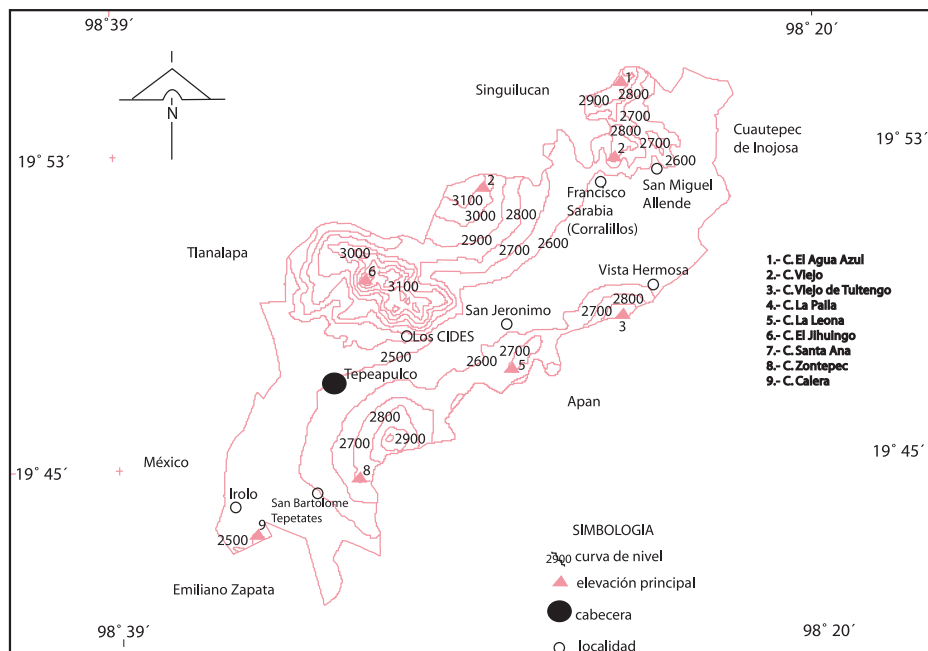 98˚ 39´
98˚ 20´
N
Singuilucan
1
2900
2800
2700
2800
2700
2
2600
Cuautepec
de Inojosa
19˚ 53´
19˚ 53´
Francisco
Sarabia
(Corralillos)
San Miguel
Allende
2
3100
3000
2900
2800
2700
2600
Tlanalapa
3000
6
3100
Vista Hermosa
2800
2700
3
San Jeronimo
Los CIDES
2500
2600
2700
5
Tepeapulco
Apan
1.- C. El Agua Azul
2.- C. Viejo
3.- C. Viejo de Tultengo
4.- C. La Paila
5.- C. La Leona
6.- C. El Jihuingo
7.- C. Santa Ana
8.- C. Zontepec
9.- C. Calera
2800
2700
2900
8
México
19˚ 45´
19˚ 45´
Irolo
San Bartolome
Tepetates
9
2500
Emiliano Zapata
SIMBOLOGIA
2900 curva de nivel
elevación principal
cabecera
localidad
98˚ 39´
98˚ 20´